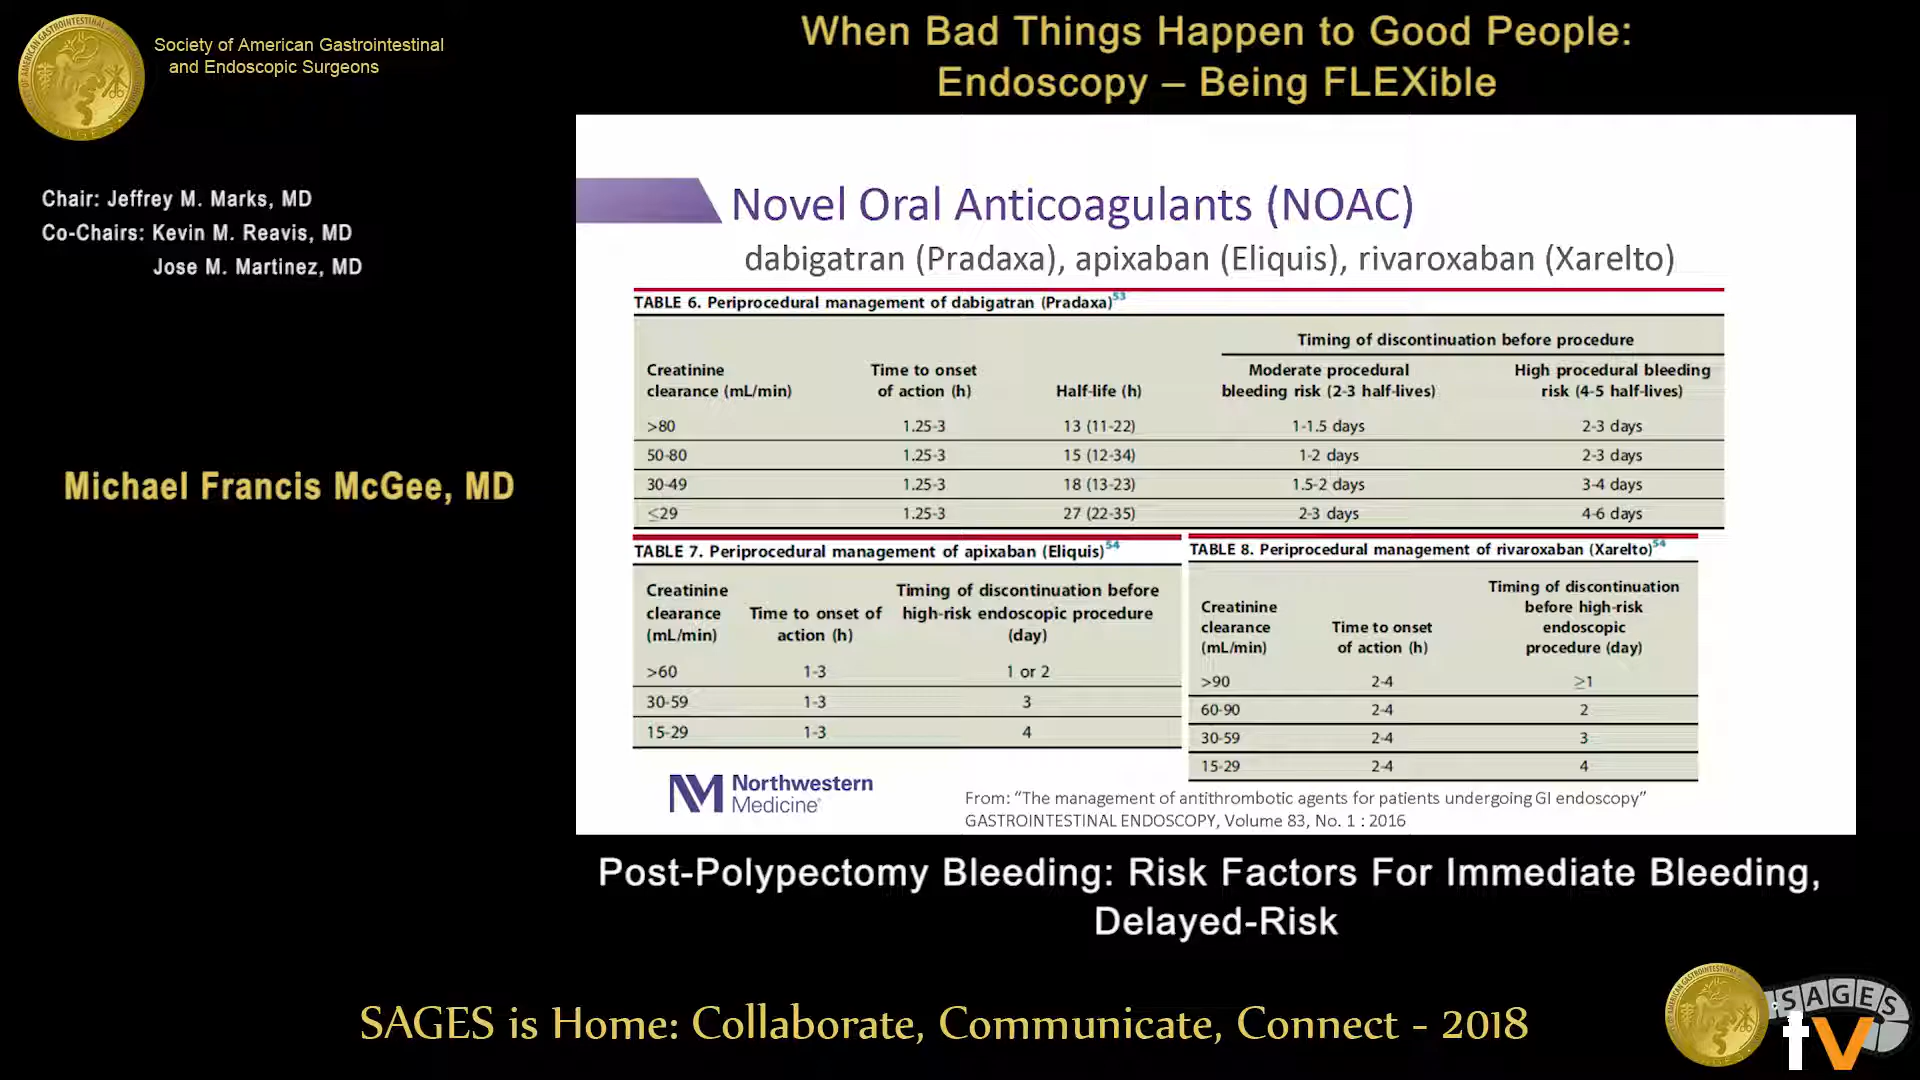 Society of American Gastrointestinal
and Endoscopic Surgeons
When Bad Things Happen to Good People:
Endoscopy – Being FLEXible
Chair: Jeffrey M. Marks, MD
Co-Chairs: Kevin M. Reavis, MD
Jose M. Martinez, MD
Michael Francis McGee, MD
Novel Oral Anticoagulants (NOAC)
dabigatran (Pradaxa), apixaban (Eliquis), rivaroxaban (Xarelto)
TABLE 6. Periprocedural management of dabigatran (Pradaxa)53
Timing of discontinuation before procedure
Creatinine Time to onset Moderate procedural High procedural bleeding
clearance (mL/min) of action (h) Half-life (h) bleeding risk (2-3 half-lives) risk (4-5 half-lives)
>80 1.25-3 13 (11-22) 1-1.5 days 2-3 days
50-80 1.25-3 15 (12-34) 1-2 days 2-3 days
30-49 1.25-3 18 (13-23) 1.5-2 days 3-4 days
≤29 1.25-3 27 (22-35) 2-3 days 4-6 days
TABLE 7. Periprocedural management of apixaban (Eliquis)54
Creatinine Timing of discontinuation before
clearance Time to onset of high-risk endoscopic procedure
(mL/min) action (h) (day)
>60 1-3 1 or 2
30-59 1-3 3
15-29 1-3 4
TABLE 8. Periprocedural management of rivaroxaban (Xarelto)54
Timing of discontinuation
Creatinine before high-risk
clearance Time to onset endoscopic
(mL/min) of action (h) procedure (day)
>90 2-4 ≥1
60-90 2-4 2
30-59 2-4 3
15-29 2-4 4
NM Northwestern
Medicine
From: “The management of antithrombotic agents for patients undergoing GI endoscopy”
GASTROINTESTINAL ENDOSCOPY, Volume 83, No. 1 : 2016
Post-Polypectomy Bleeding: Risk Factors For Immediate Bleeding,
Delayed-Risk
SAGES is Home: Collaborate, Communicate, Connect - 2018
SAGES
tv